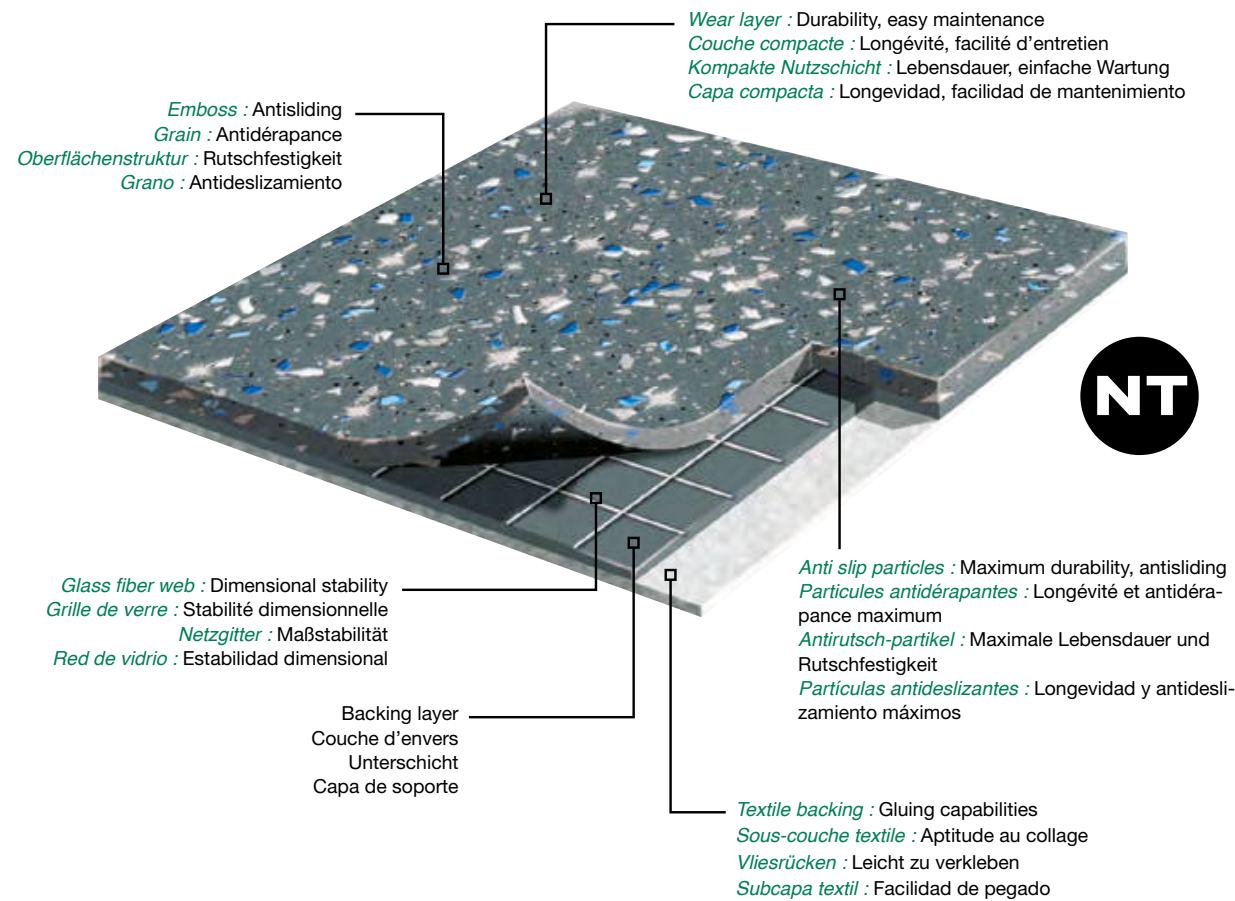 Wear layer : Durability, easy maintenance
Couche compacte : Longévité, facilité d'entretien
Kompakte Nutzschicht : Lebensdauer, einfache Wartung
Capa compacta : Longevidad, facilidad de mantenimiento
Emboss : Antisliding
Grain : Antidérapance
Oberflächenstruktur : Rutschfestigkeit
Grano : Antideslizamiento
NT
Glass fiber web : Dimensional stability
Grille de verre : Stabilité dimensionnelle
Netzgitter : Maßstabilität
Red de vidrio : Estabilidad dimensional
Anti slip particles : Maximum durability, antisliding
Particules antidérapantes : Longévité et antidéra-
pance maximum
Antirutsch-partikel : Maximale Lebensdauer und
Rutschfestigkeit
Partículas antideslizantes : Longevidad y antidesli-
zamiento máximos
Backing layer
Couche d'envers
Unterschicht
Capa de soporte
Textile backing : Gluing capabilities
Sous-couche textile : Aptitude au collage
Vliesrücken : Leicht zu verkleben
Subcapa textil : Facilidad de pegado